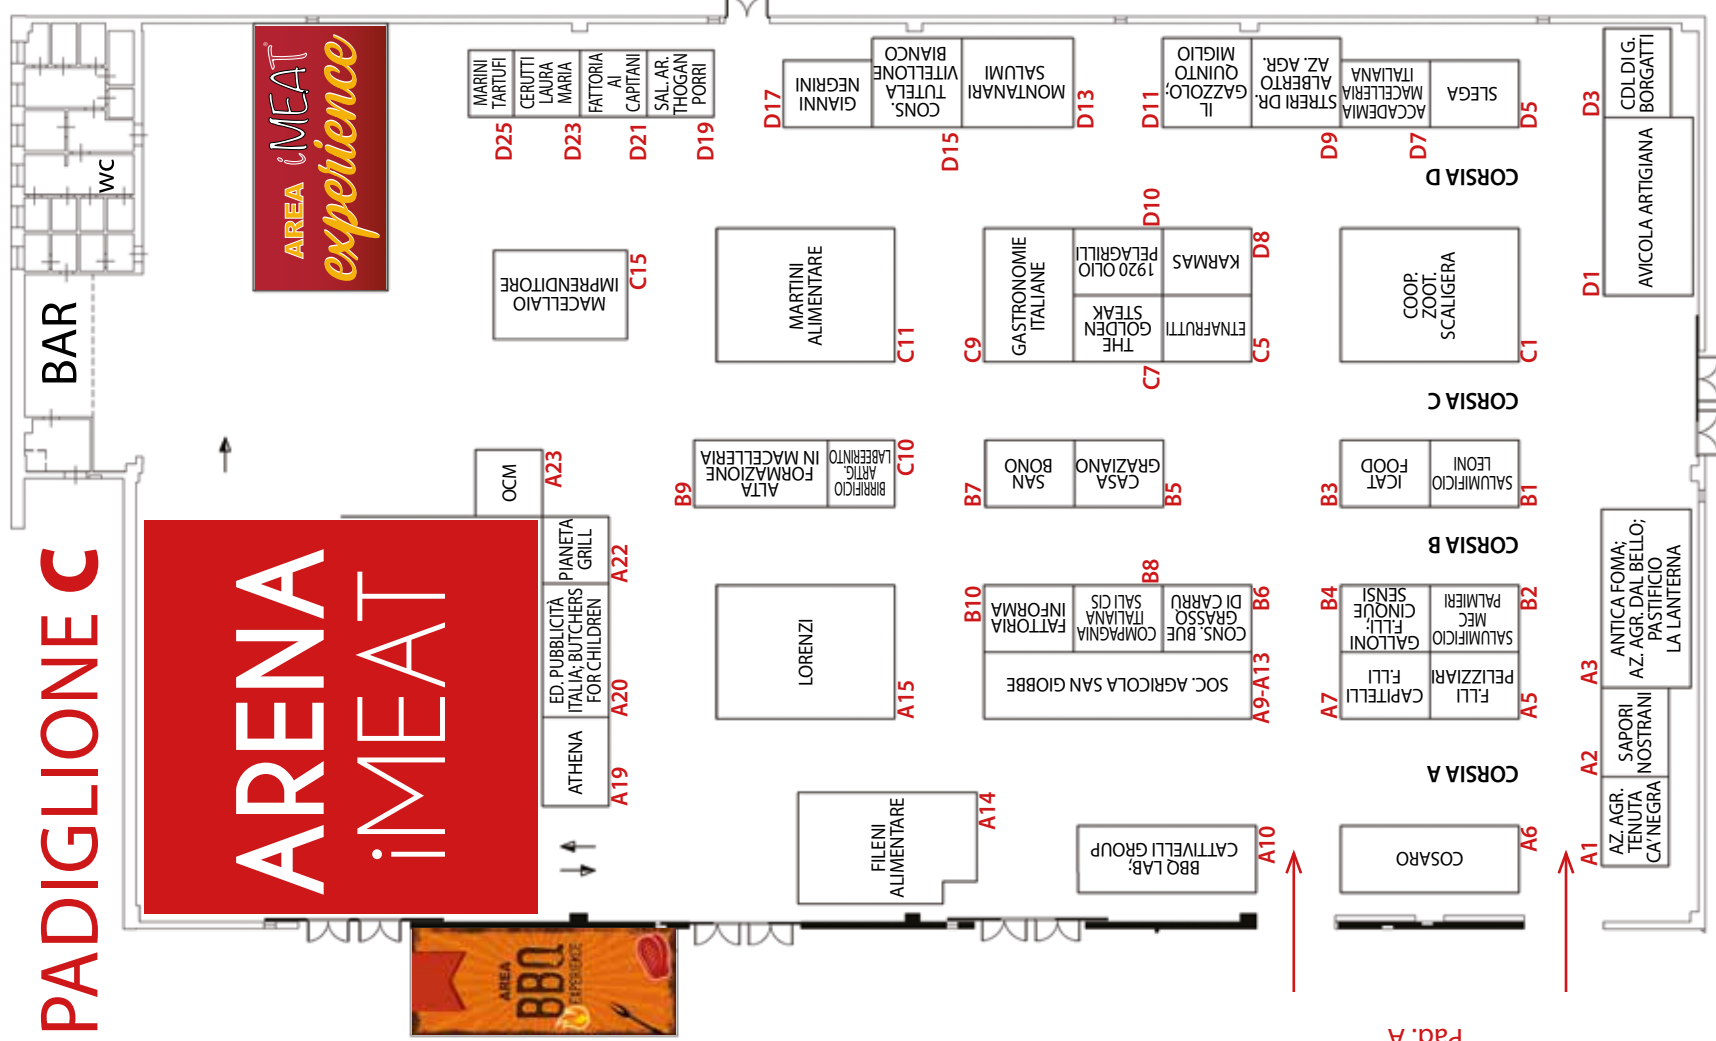 PADIGLIONE C
BAR
WC
AREA iMEAT
experience
ARENA
iMEAT
AREA
BBQ
EXPERIENCE
MARINI
TARTUFI
D25
CERUTTI
LAURA
MARIA
D23
FATTORIA
AI
CAPITANI
D21
SAL. AR.
THOGAN
PORRI
D19
GIANNI
NEGRINI
D17
CONS.
TUTELA
VITELLONE
BIANCO
D15
MONTANARI
SALUMI
D13
IL
GAZZOLO;
QUINTO
MIGLIO
D11
STRERI DR.
ALBERTO
AZ. AGR.
D9
ACCADEMIA
MACELLERIA
ITALIANA
D7
SLEGA
D5
CDL DI G.
BORGATTI
D3
AVICOLA ARTIGIANA
D1
CORSIA D
MACELLAIO
IMPRENDITORE
C15
MARTINI
ALIMENTARE
C11
GASTRONOMIE
ITALIANE
C9
1920 OLIO
PELAGRILLI
D10
KARMAS
D8
THE
GOLDEN
STEAK
C7
ETNAFRUTTI
C5
COOP.
ZOOT.
SCALIGERA
C1
CORSIA C
OCM
A23
ALTA
FORMAZIONE
IN MACELLERIA
B9
BIRRIFICIO
ARTIG.
LABEERINTO
C10
SAN
BONO
B7
CASA
GRAZIANO
B5
ICAT
FOOD
B3
SALUMIFICIO
LEONI
B1
CORSIA B
PIANETA
GRILL
A22
ED. PUBBLICITÀ
ITALIA; BUTCHERS
FOR CHILDREN
A20
ATHENA
A19
LORENZI
A15
FATTORIA
INFORMA
B10
COMPAGNIA
ITALIANA
SALI CIS
B8
CONS. BUE
GRASSO
DI CARRÙ
B6
SOC. AGRICOLA SAN GIOBBE
A9-A13
GALLONI
F.LLI;
CINQUE
SENSI
B4
SALUMIFICIO
MEC
PALMIERI
B2
CAPITELLI
F.LLI
A7
F.LLI
PELIZZIARI
A5
ANTICA FOMA;
AZ. AGR. DAL BELLO;
PASTIFICIO
LA LANTERNA
A3
SAPORI
NOSTRANI
A2
AZ. AGR.
TENUTA
CA' NEGRA
A1
CORSIA A
FILENI
ALIMENTARE
A14
BBQ LAB;
CATTIVELLI GROUP
A10
COSARO
A6
Pad. A